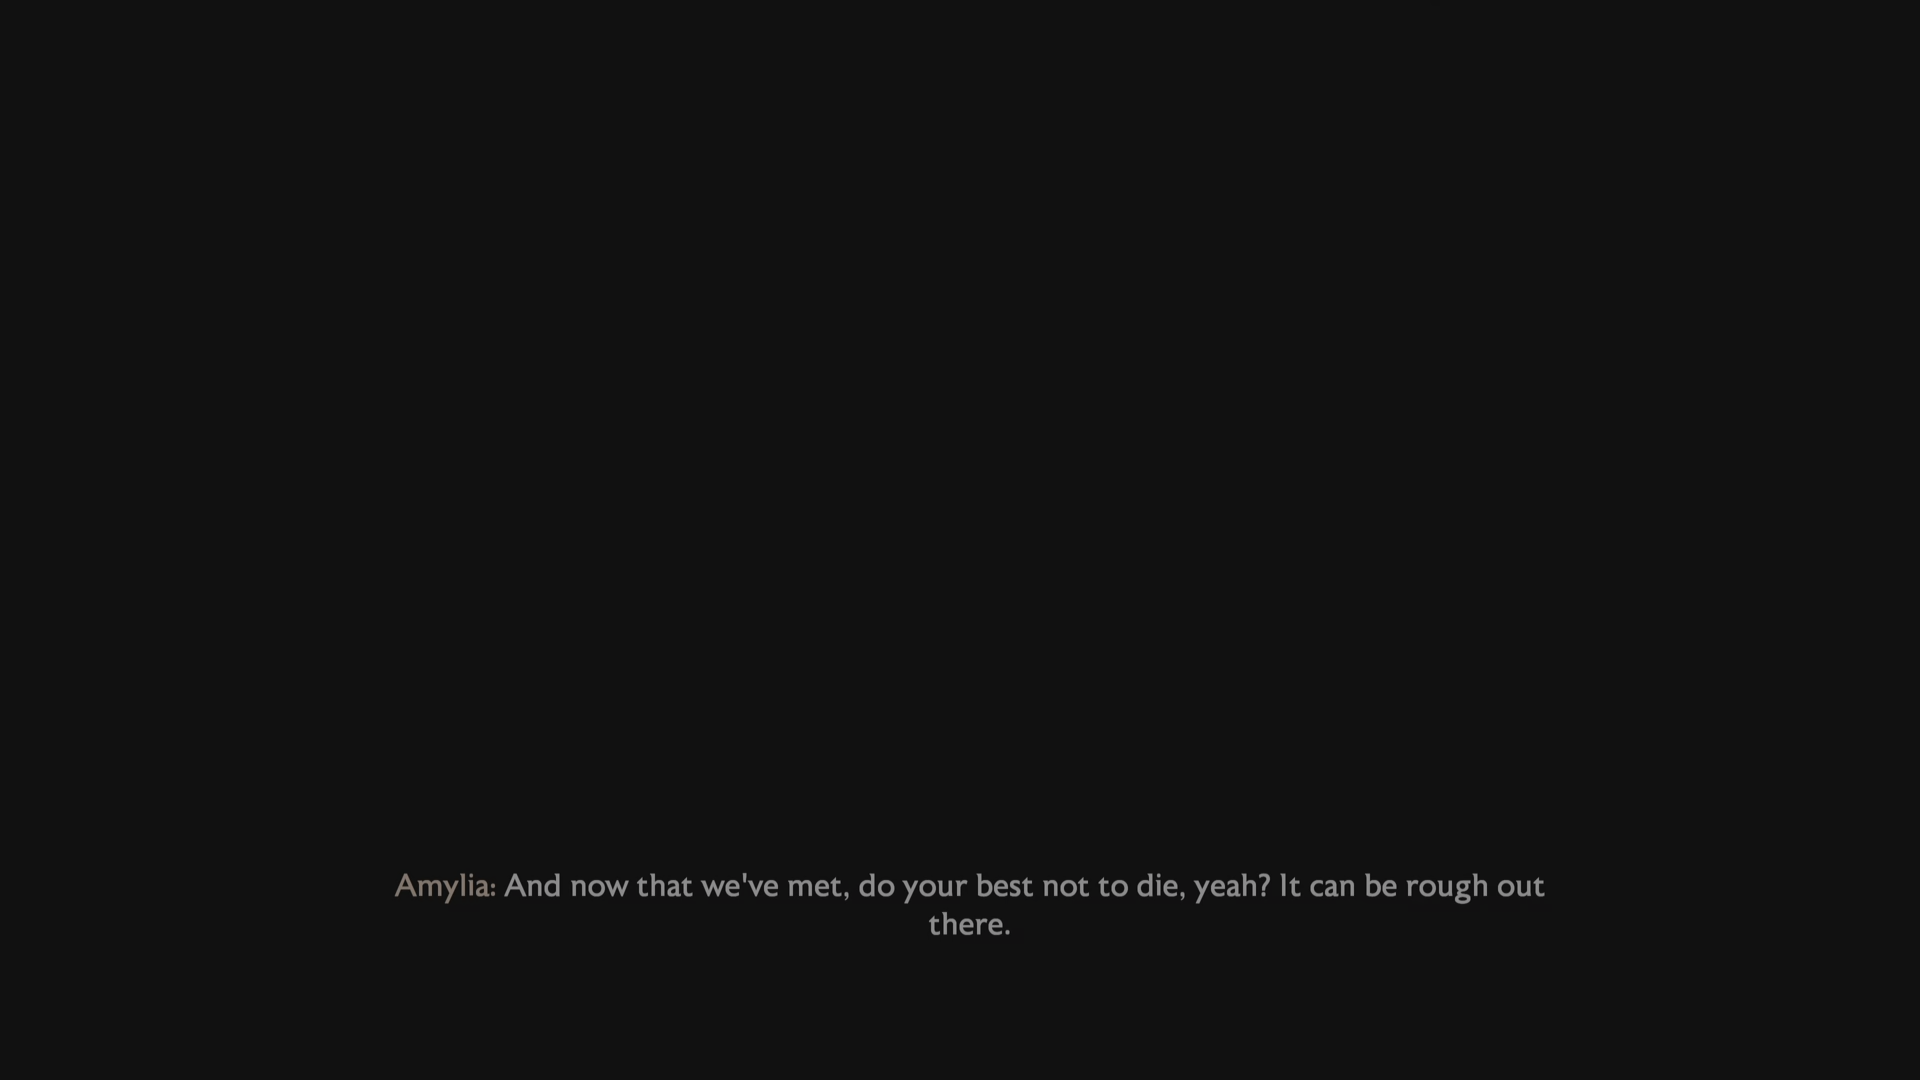 Amylia: And now that we've met, do your best not to die, yeah? It can be rough out
there.